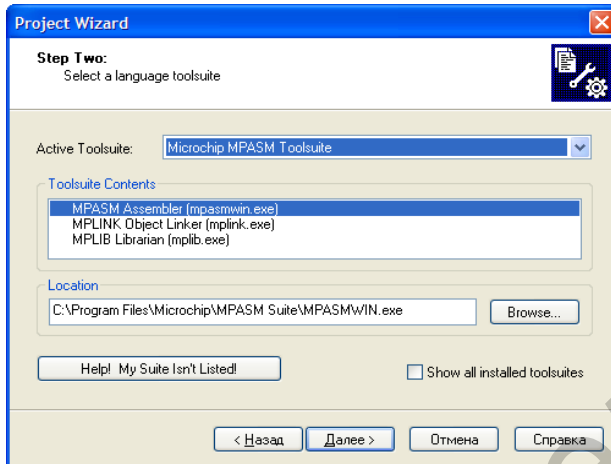 Project Wizard
Step Two:
Select a language toolsuite
Active Toolsuite: Microchip MPASM Toolsuite
Toolsuite Contents
MPASM Assembler (mpasmwin.exe)
MPLINK Object Linker (mplink.exe)
MPLIB Librarian (mplib.exe)
Location
C:\Program Files\Microchip\MPASM Suite\MPASMWIN.exe Browse...
Help! My Suite Isn't Listed! Show all installed toolsuites
< Назад Далее > Отмена Справка